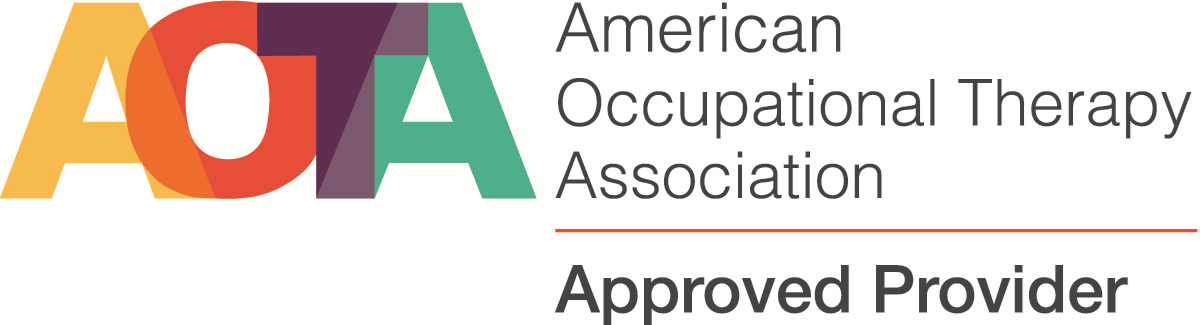 AOTA
American
Occupational Therapy
Association
Approved Provider